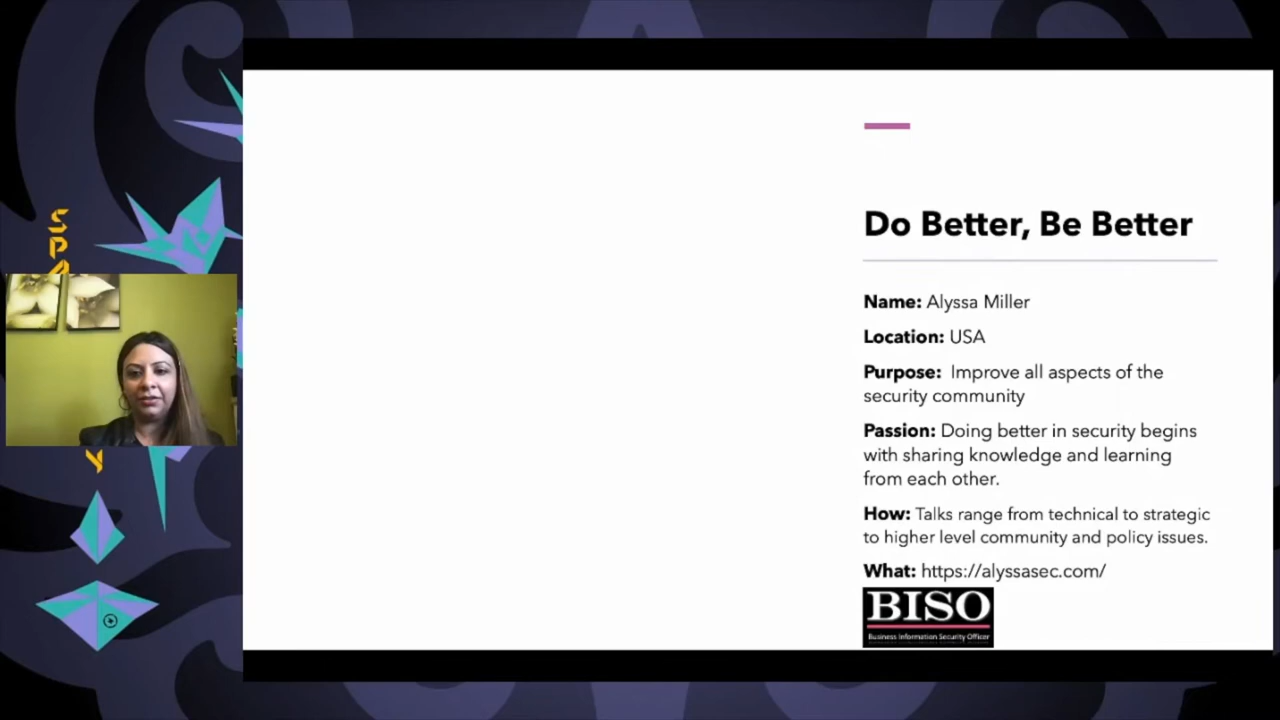 Do Better, Be Better
Name: Alyssa Miller
Location: USA
Purpose: Improve all aspects of the
security community
Passion: Doing better in security begins
with sharing knowledge and learning
from each other.
How: Talks range from technical to strategic
to higher level community and policy issues.
What: https://alyssasec.com/
BISO
Business Information Security Officer